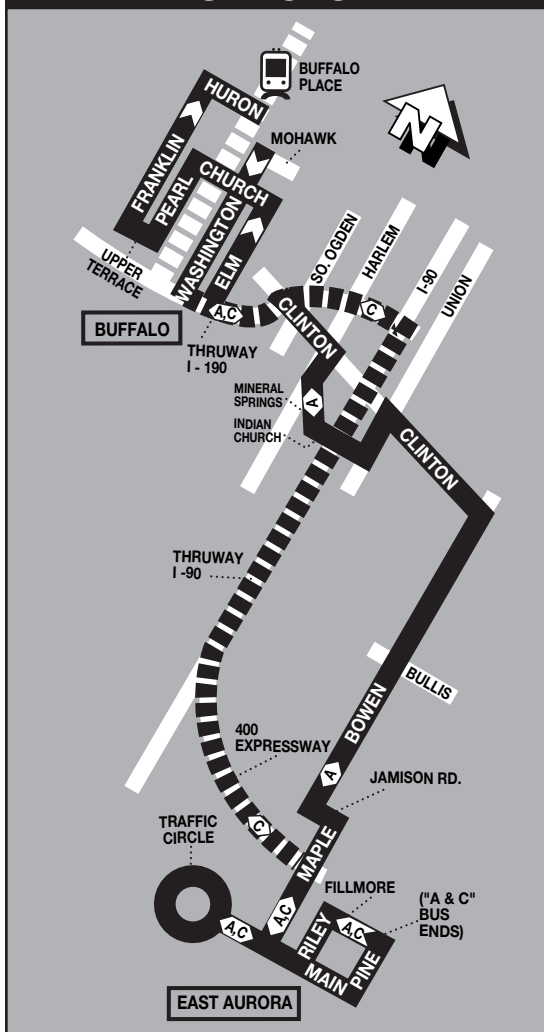 BUFFALO
PLACE
HURON
MOHAWK
FRANKLIN
PEARL
CHURCH
WASHINGTON
ELM
UPPER
TERRACE
N
SO. OGDEN
HARLEM
I-90
UNION
A,C
C
CLINTON
BUFFALO
THRUWAY
I - 190
MINERAL
SPRINGS
A
INDIAN
CHURCH
CLINTON
THRUWAY
I -90
BULLIS
BOWEN
400
EXPRESSWAY
A
JAMISON RD.
C
TRAFFIC
CIRCLE
MAPLE
FILLMORE
("A & C"
BUS
ENDS)
A,C
A,C
A,C
RILEY
MAIN
PINE
EAST AURORA